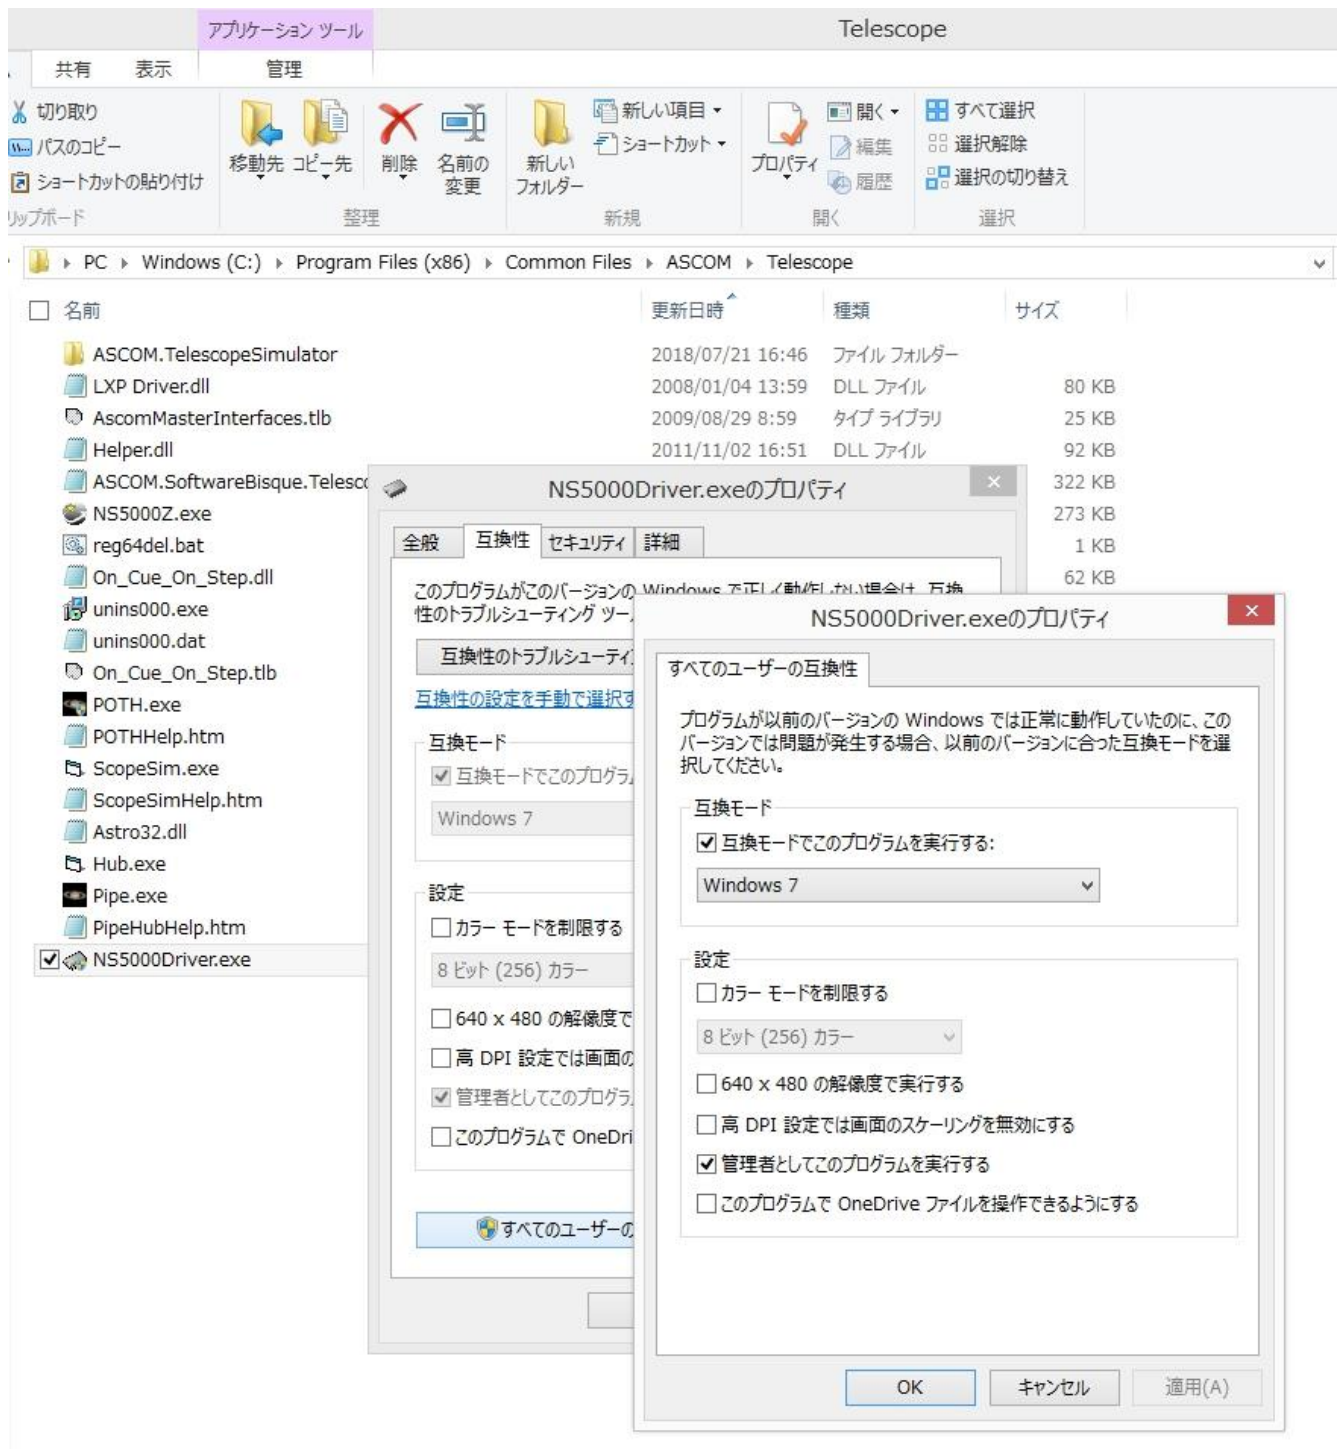 アプリケーション ツール
Telescope
共有
表示
管理
切り取り
パスのコピー
ショートカットの貼り付け
移動先
コピー先
削除
名前の
変更
新しい
フォルダー
新しい項目
ショートカット
プロパティ
開く
編集
履歴
すべて選択
選択解除
選択の切り替え
リップボード
整理
新規
開く
選択
PC
Windows (C:)
Program Files (x86)
Common Files
ASCOM
Telescope
名前
更新日時
種類
サイズ
ASCOM.TelescopeSimulator
2018/07/21 16:46
ファイル フォルダー
LXP Driver.dll
2008/01/04 13:59
DLL ファイル
80 KB
AscomMasterInterfaces.tlb
2009/08/29 8:59
タイプ ライブラリ
25 KB
Helper.dll
2011/11/02 16:51
DLL ファイル
92 KB
ASCOM.SoftwareBisque.Telesco
322 KB
NS5000Z.exe
273 KB
reg64del.bat
1 KB
On_Cue_On_Step.dll
62 KB
unins000.exe
unins000.dat
On_Cue_On_Step.tlb
POTH.exe
POTHHelp.htm
ScopeSim.exe
ScopeSimHelp.htm
Astro32.dll
Hub.exe
Pipe.exe
PipeHubHelp.htm
NS5000Driver.exe
NS5000Driver.exeのプロパティ
全般
互換性
セキュリティ
詳細
このプログラムがこのバージョンの Windows で正しく動作しない場合は、互換
性のトラブルシューティング ツー
互換性のトラブルシューティ
互換性の設定を手動で選択す
互換モード
互換モードでこのプログラ
Windows 7
設定
カラー モードを制限する
8 ビット (256) カラー
640 x 480 の解像度で
高 DPI 設定では画面の
管理者としてこのプログラ
このプログラムで OneDri
すべてのユーザーの
NS5000Driver.exeのプロパティ
すべてのユーザーの互換性
プログラムが以前のバージョンの Windows では正常に動作していたのに、この
バージョンでは問題が発生する場合、以前のバージョンに合った互換モードを選
択してください。
互換モード
互換モードでこのプログラムを実行する:
Windows 7
設定
カラー モードを制限する
8 ビット (256) カラー
640 x 480 の解像度で実行する
高 DPI 設定では画面のスケーリングを無効にする
管理者としてこのプログラムを実行する
このプログラムで OneDrive ファイルを操作できるようにする
OK
キャンセル
適用(A)